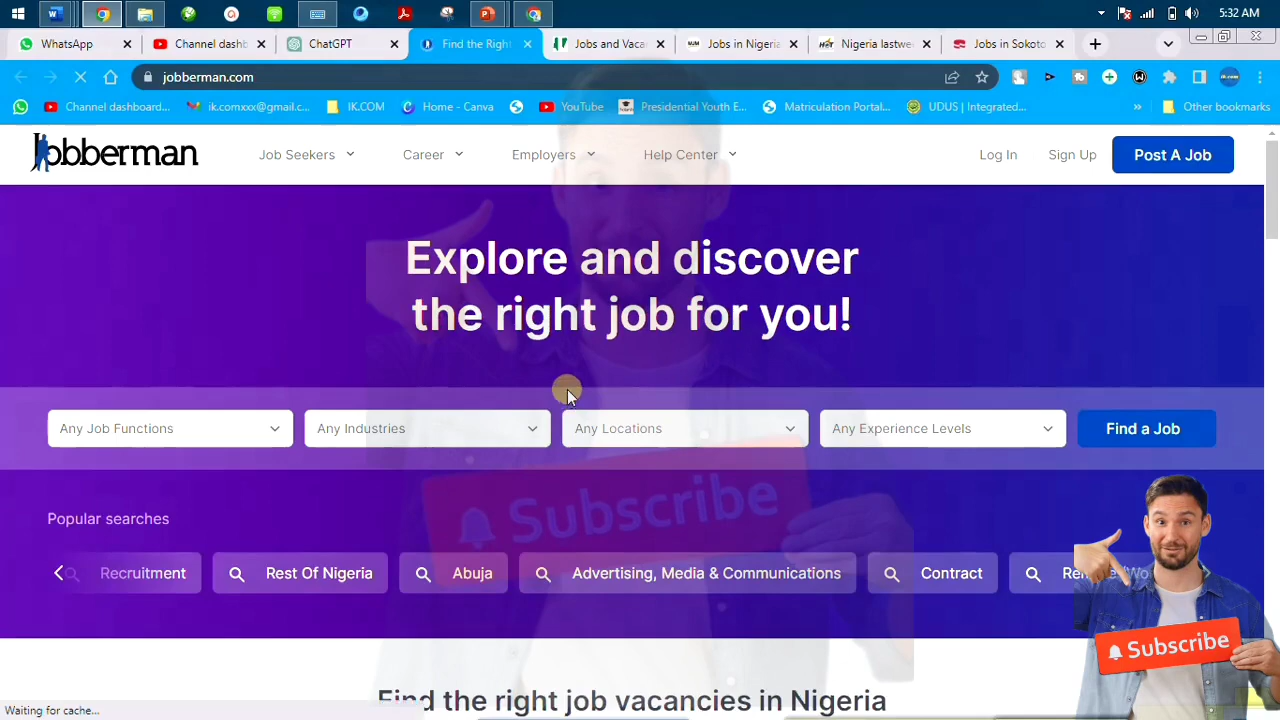 5:32 AM
WhatsApp
Channel dashb
ChatGPT
Find the Right
Jobs and Vaca
Jobs in Nigeria
Nigeria lastwe
Jobs in Sokoto
jobberman.com
Channel dashboard...
ik.comxxx@gmail.c...
IK.COM
Home - Canva
YouTube
Presidential Youth E...
Matriculation Portal...
UDUS | Integrated...
Other bookmarks
Jobberman
Job Seekers
Career
Employers
Help Center
Log In
Sign Up
Post A Job
Explore and discover
the right job for you!
Any Job Functions
Any Industries
Any Locations
Any Experience Levels
Find a Job
Subscribe
Popular searches
Recruitment
Rest Of Nigeria
Abuja
Advertising, Media & Communications
Contract
Subscribe
Find the right job vacancies in Nigeria
Waiting for cache...